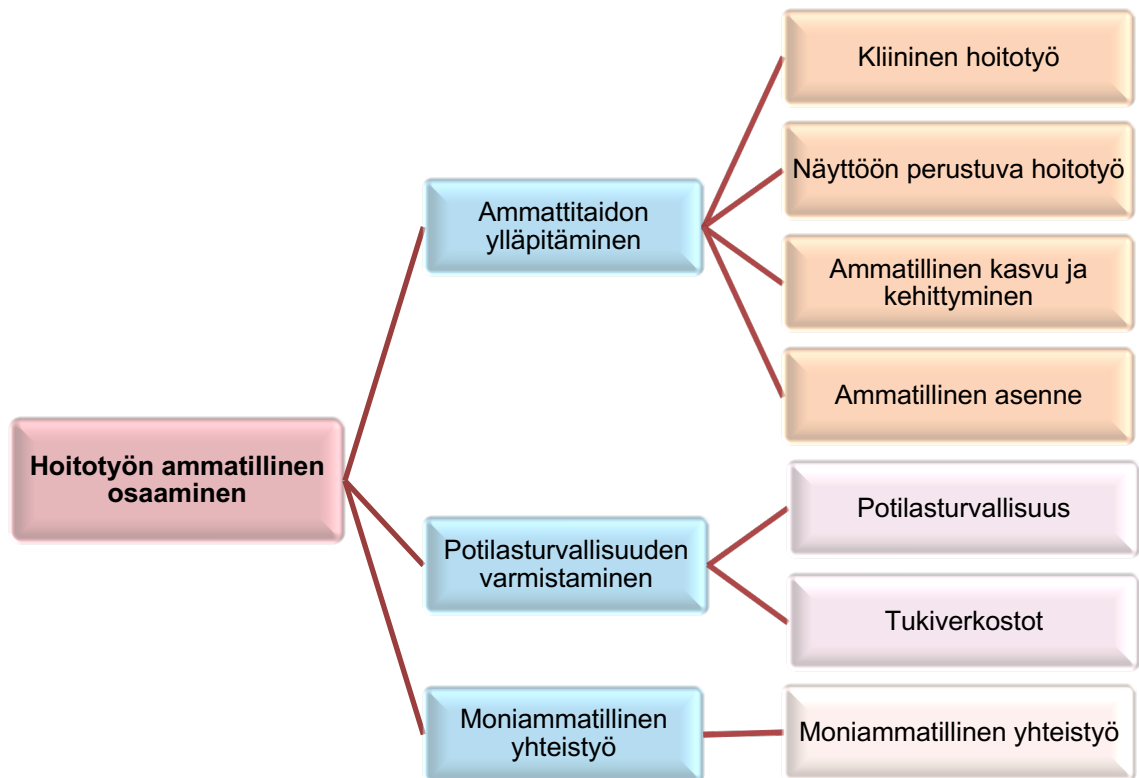 Hoitotyön ammatillinen
osaaminen
Ammattitaidon
ylläpitäminen
Kliininen hoitotyö
Näyttöön perustuva hoitotyö
Ammatillinen kasvu ja
kehittyminen
Ammatillinen asenne
Potilasturvallisuuden
varmistaminen
Potilasturvallisuus
Tukiverkostot
Moniammatillinen
yhteistyö
Moniammatillinen yhteistyö